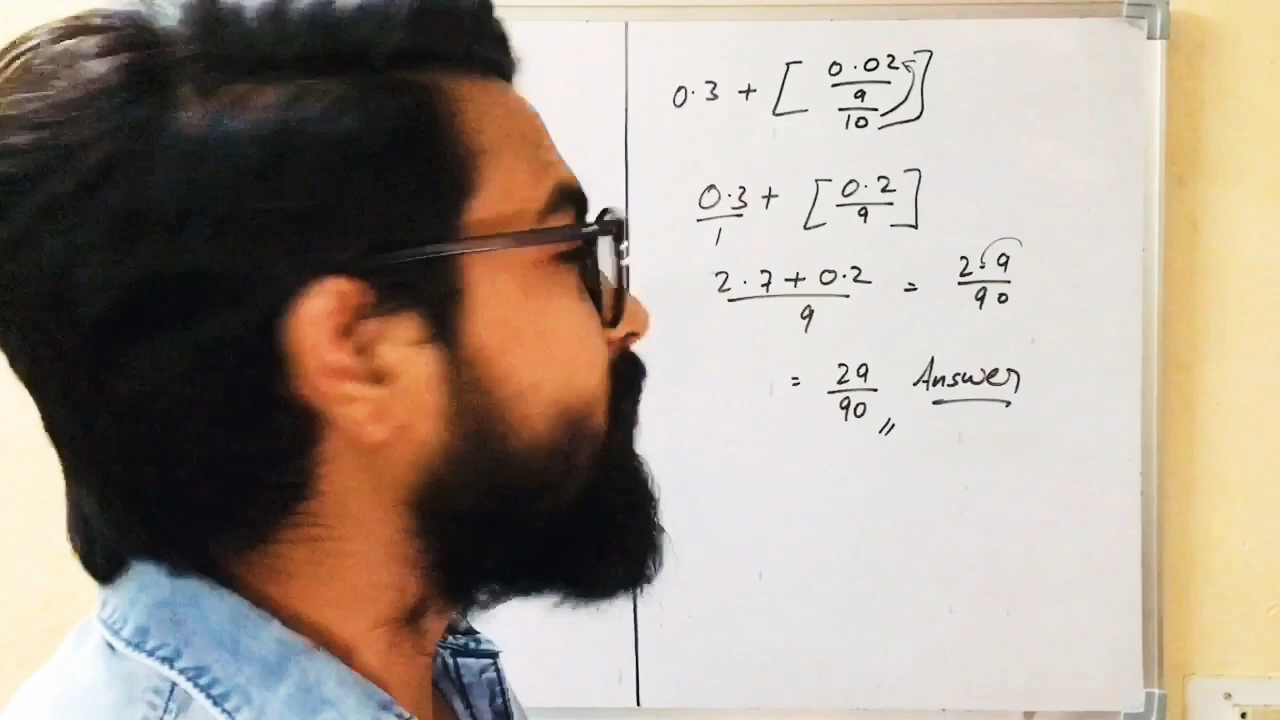 0.3 + [ 0.02 / 9/10 ]
0.3/1 + [ 0.2/9 ]
2.7 + 0.2 / 9 = 2.9/90
= 29/90 ,, Answer